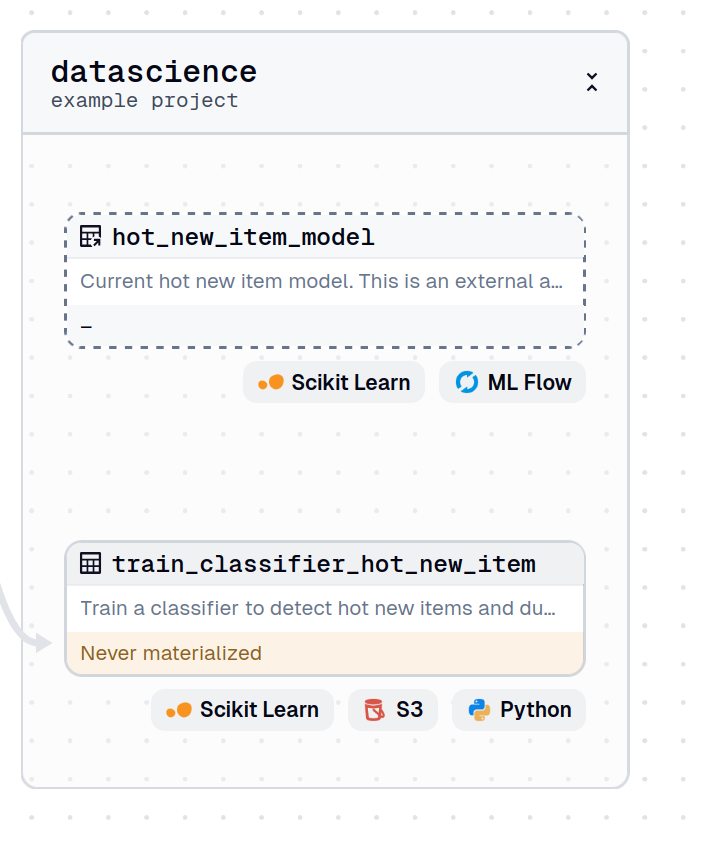 datascience
example project
hot_new_item_model
Current hot new item model. This is an external a…
–
Scikit Learn
ML Flow
train_classifier_hot_new_item
Train a classifier to detect hot new items and du…
Never materialized
Scikit Learn
S3
Python